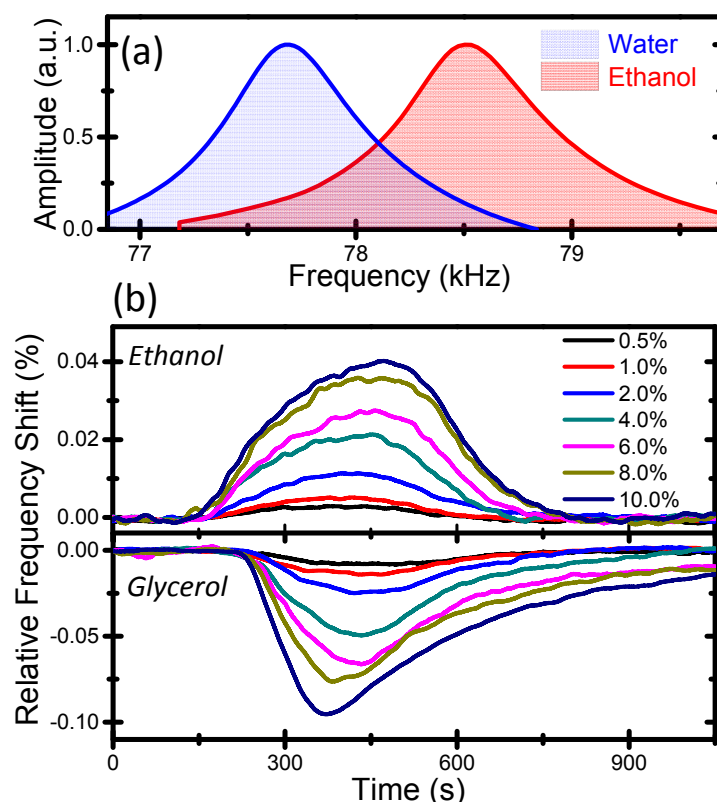 (a)
Water
Ethanol
Amplitude (a.u.)
1.0
0.5
0.0
77 78 79
Frequency (kHz)
(b)
Ethanol
0.5%
1.0%
2.0%
4.0%
6.0%
8.0%
10.0%
Relative Frequency Shift (%)
0.04
0.02
0.00
0.00
Glycerol
-0.05
-0.10
0 300 600 900
Time (s)